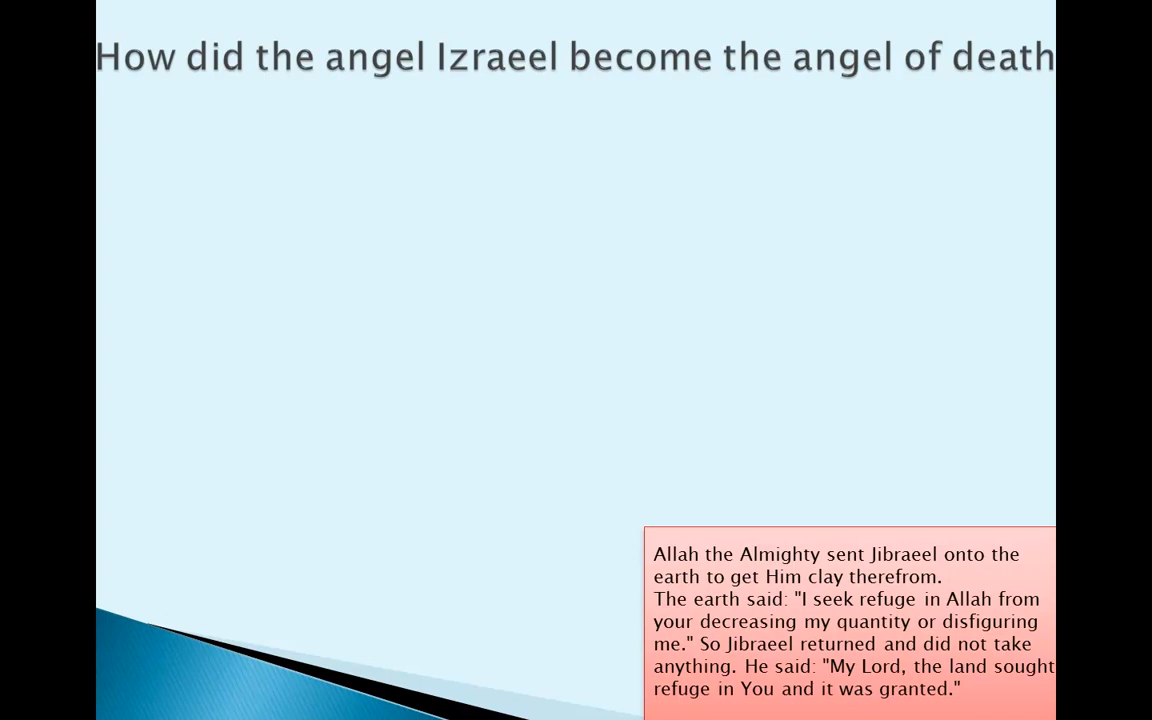 How did the angel Izraeel become the angel of death
Allah the Almighty sent Jibraeel onto the
earth to get Him clay therefrom.
The earth said: "I seek refuge in Allah from
your decreasing my quantity or disfiguring
me." So Jibraeel returned and did not take
anything. He said: "My Lord, the land sought
refuge in You and it was granted."